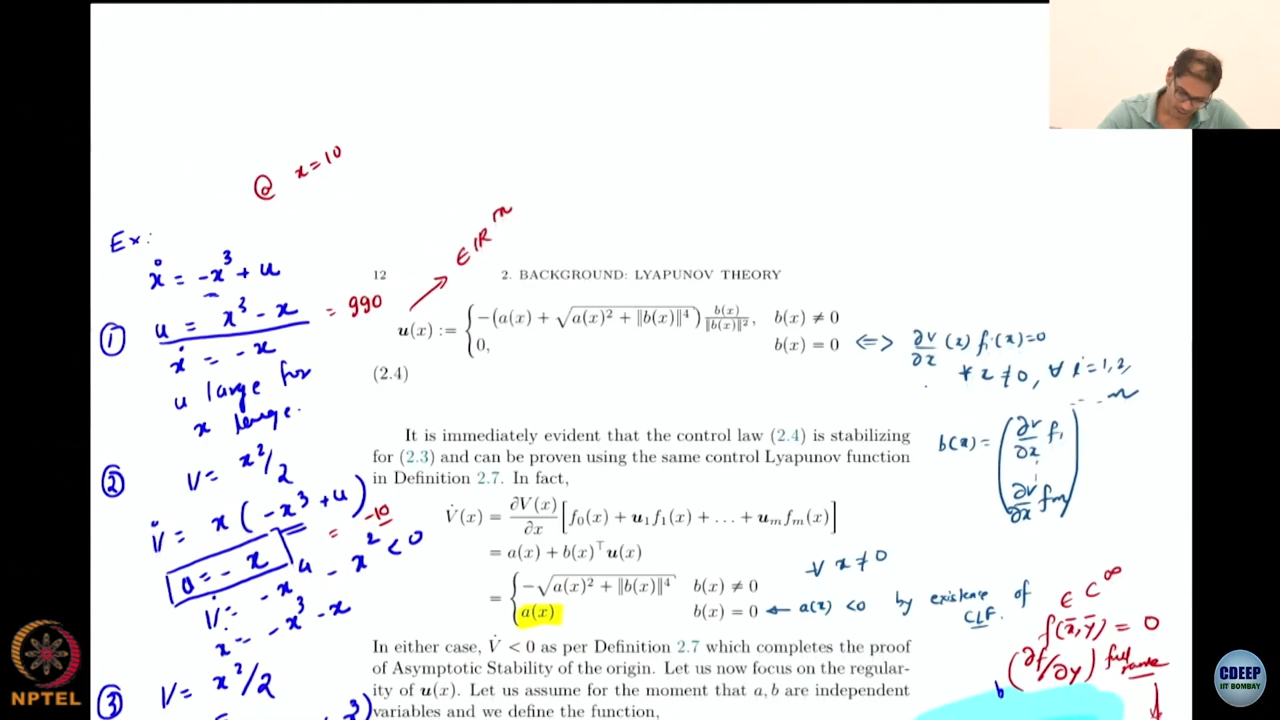 @ x=10
Ex:
ẋ = -x³ + u
① u = x³ - x = 990
ẋ = -x
u large for
x large.
② V = x²/2
V̇ = x(-x³ + u)
u = -x = -10
V̇ = -x⁴ - x² < 0
ẋ = -x³ - x
③ V = x²/2
12 2. BACKGROUND: LYAPUNOV THEORY
∈ ℝᵐ
u(x) := { -(a(x) + √(a(x)² + ‖b(x)‖⁴)) b(x)/‖b(x)‖², b(x) ≠ 0
0, b(x) = 0 ⟺ ∂V/∂x (x) fᵢ(x) = 0
∀ x ≠ 0, ∀ i = 1, 2, ... m
(2.4)
b(x) = (∂V/∂x f₁ ⋮ ∂V/∂x fm)
It is immediately evident that the control law (2.4) is stabilizing
for (2.3) and can be proven using the same control Lyapunov function
in Definition 2.7. In fact,
V̇(x) = ∂V(x)/∂x [f₀(x) + u₁f₁(x) + ... + uₘfₘ(x)]
= a(x) + b(x)ᵀu(x)
∀ x ≠ 0
= { -√(a(x)² + ‖b(x)‖⁴) b(x) ≠ 0
a(x) b(x) = 0 ← a(x) < 0 by existence of CLF.
∈ C^∞
f(x̄, ȳ) = 0
(∂f/∂y) full rank
In either case, V̇ < 0 as per Definition 2.7 which completes the proof
of Asymptotic Stability of the origin. Let us now focus on the regular-
ity of u(x). Let us assume for the moment that a, b are independent
variables and we define the function,
b
NPTEL
CDEEP
IIT BOMBAY